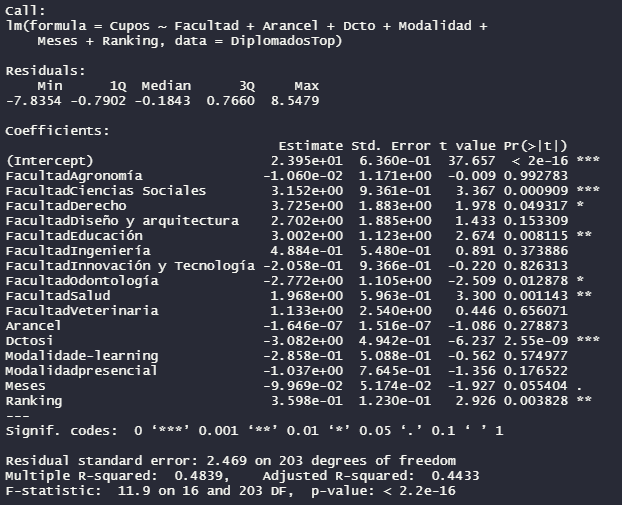 Call:
lm(formula = Cupos ~ Facultad + Arancel + Dcto + Modalidad +
    Meses + Ranking, data = DiplomadosTop)

Residuals:
    Min      1Q  Median      3Q     Max
-7.8354 -0.7902 -0.1843  0.7660  8.5479

Coefficients:
                                  Estimate Std. Error t value Pr(>|t|)
(Intercept)                      2.395e+01  6.360e-01  37.657  < 2e-16 ***
FacultadAgronomía               -1.060e-02  1.171e+00  -0.009 0.992783
FacultadCiencias Sociales        3.152e+00  9.361e-01   3.367 0.000909 ***
FacultadDerecho                  3.725e+00  1.883e+00   1.978 0.049317 *
FacultadDiseño y arquitectura    2.702e+00  1.885e+00   1.433 0.153309
FacultadEducación                3.002e+00  1.123e+00   2.674 0.008115 **
FacultadIngeniería               4.884e-01  5.480e-01   0.891 0.373886
FacultadInnovación y Tecnología -2.058e-01  9.366e-01  -0.220 0.826313
FacultadOdontología             -2.772e+00  1.105e+00  -2.509 0.012878 *
FacultadSalud                    1.968e+00  5.963e-01   3.300 0.001143 **
FacultadVeterinaria              1.133e+00  2.540e+00   0.446 0.656071
Arancel                         -1.646e-07  1.516e-07  -1.086 0.278873
Dctosi                          -3.082e+00  4.942e-01  -6.237 2.55e-09 ***
Modalidade-learning             -2.858e-01  5.088e-01  -0.562 0.574977
Modalidadpresencial             -1.037e+00  7.645e-01  -1.356 0.176522
Meses                           -9.969e-02  5.174e-02  -1.927 0.055404 .
Ranking                          3.598e-01  1.230e-01   2.926 0.003828 **
---
Signif. codes:  0 ‘***’ 0.001 ‘**’ 0.01 ‘*’ 0.05 ‘.’ 0.1 ‘ ’ 1

Residual standard error: 2.469 on 203 degrees of freedom
Multiple R-squared:  0.4839,    Adjusted R-squared:  0.4433
F-statistic:  11.9 on 16 and 203 DF,  p-value: < 2.2e-16